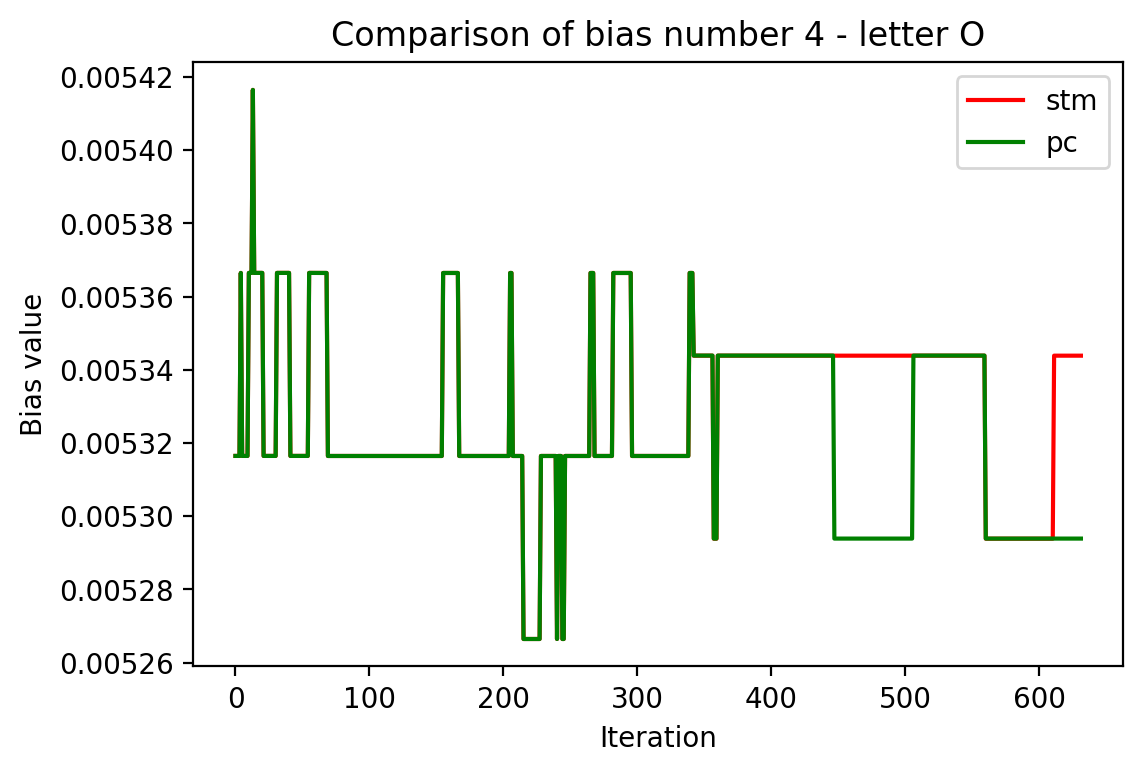 Comparison of bias number 4 - letter O
0.00542
0.00540
0.00538
0.00536
0.00534
0.00532
0.00530
0.00528
0.00526
Bias value
stm
pc
0 100 200 300 400 500 600
Iteration